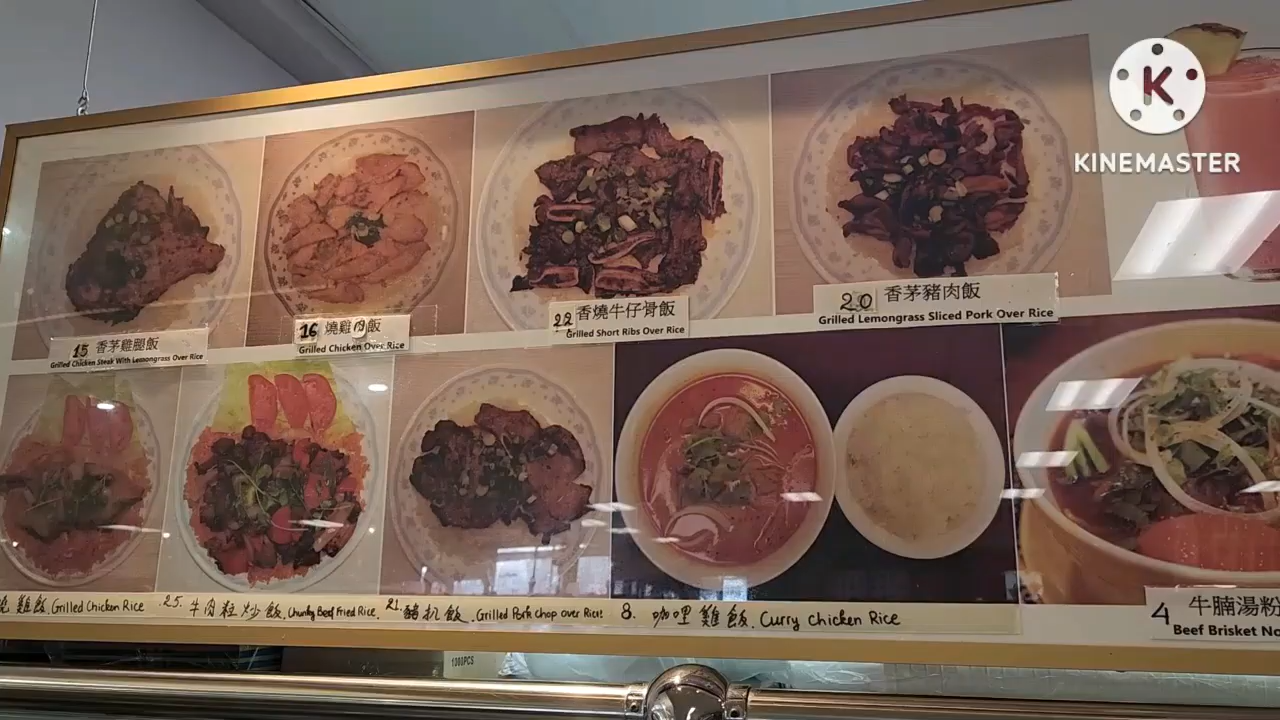 KINEMASTER
15 香茅雞腿飯
Grilled Chicken Steak With Lemongrass Over Rice
16 燒雞肉飯
Grilled Chicken Over Rice
22 香燒牛仔骨飯
Grilled Short Ribs Over Rice
20 香茅豬肉飯
Grilled Lemongrass Sliced Pork Over Rice
雞飯. Grilled Chicken Rice
25. 牛肉粒炒飯. Chunky Beef Fried Rice.
21. 豬扒飯. Grilled Pork chop over Rice!
8. 咖哩雞飯. Curry Chicken Rice
4 牛腩湯粉
Beef Brisket No
1000PCS